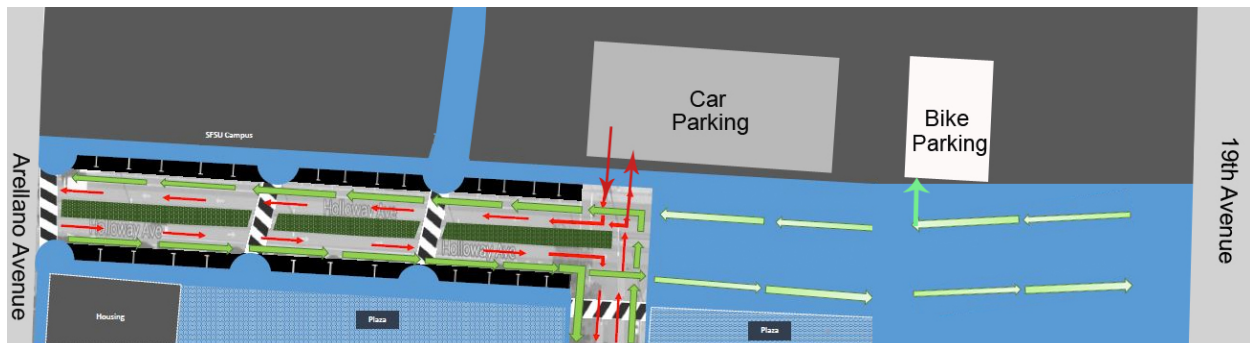 Arellano Avenue
SFSU Campus
Car
Parking
Bike
Parking
19th Avenue
Holloway Ave
Holloway Ave
Holloway Ave
Housing
Plaza
Plaza